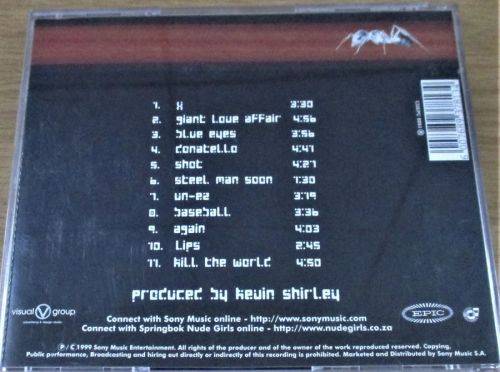 1. X 3:30
2. giant love affair 4:56
3. blue eyes 3:56
4. donatello 4:47
5. shot 4:27
6. steel man soon 7:30
7. un-ez 3:19
8. baseball 3:36
9. again 4:03
10. Lips 2:45
11. kill the world 4:50
produced by kevin shirley
visual group
EPIC
Connect with Sony Music online - http://www.sonymusic.com
Connect with Springbok Nude Girls online - http://www.nudegirls.co.za
℗ / © 1999 Sony Music Entertainment. All rights of the producer and of the owner of the work reproduced reserved. Copying,
Public performance, Broadcasting and hiring out directly or indirectly of this recording is prohibited. Marketed and Distributed by Sony Music S.A.